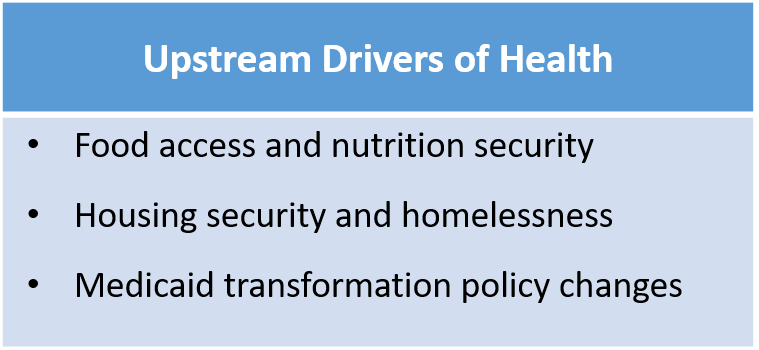 Upstream Drivers of Health
• Food access and nutrition security
• Housing security and homelessness
• Medicaid transformation policy changes